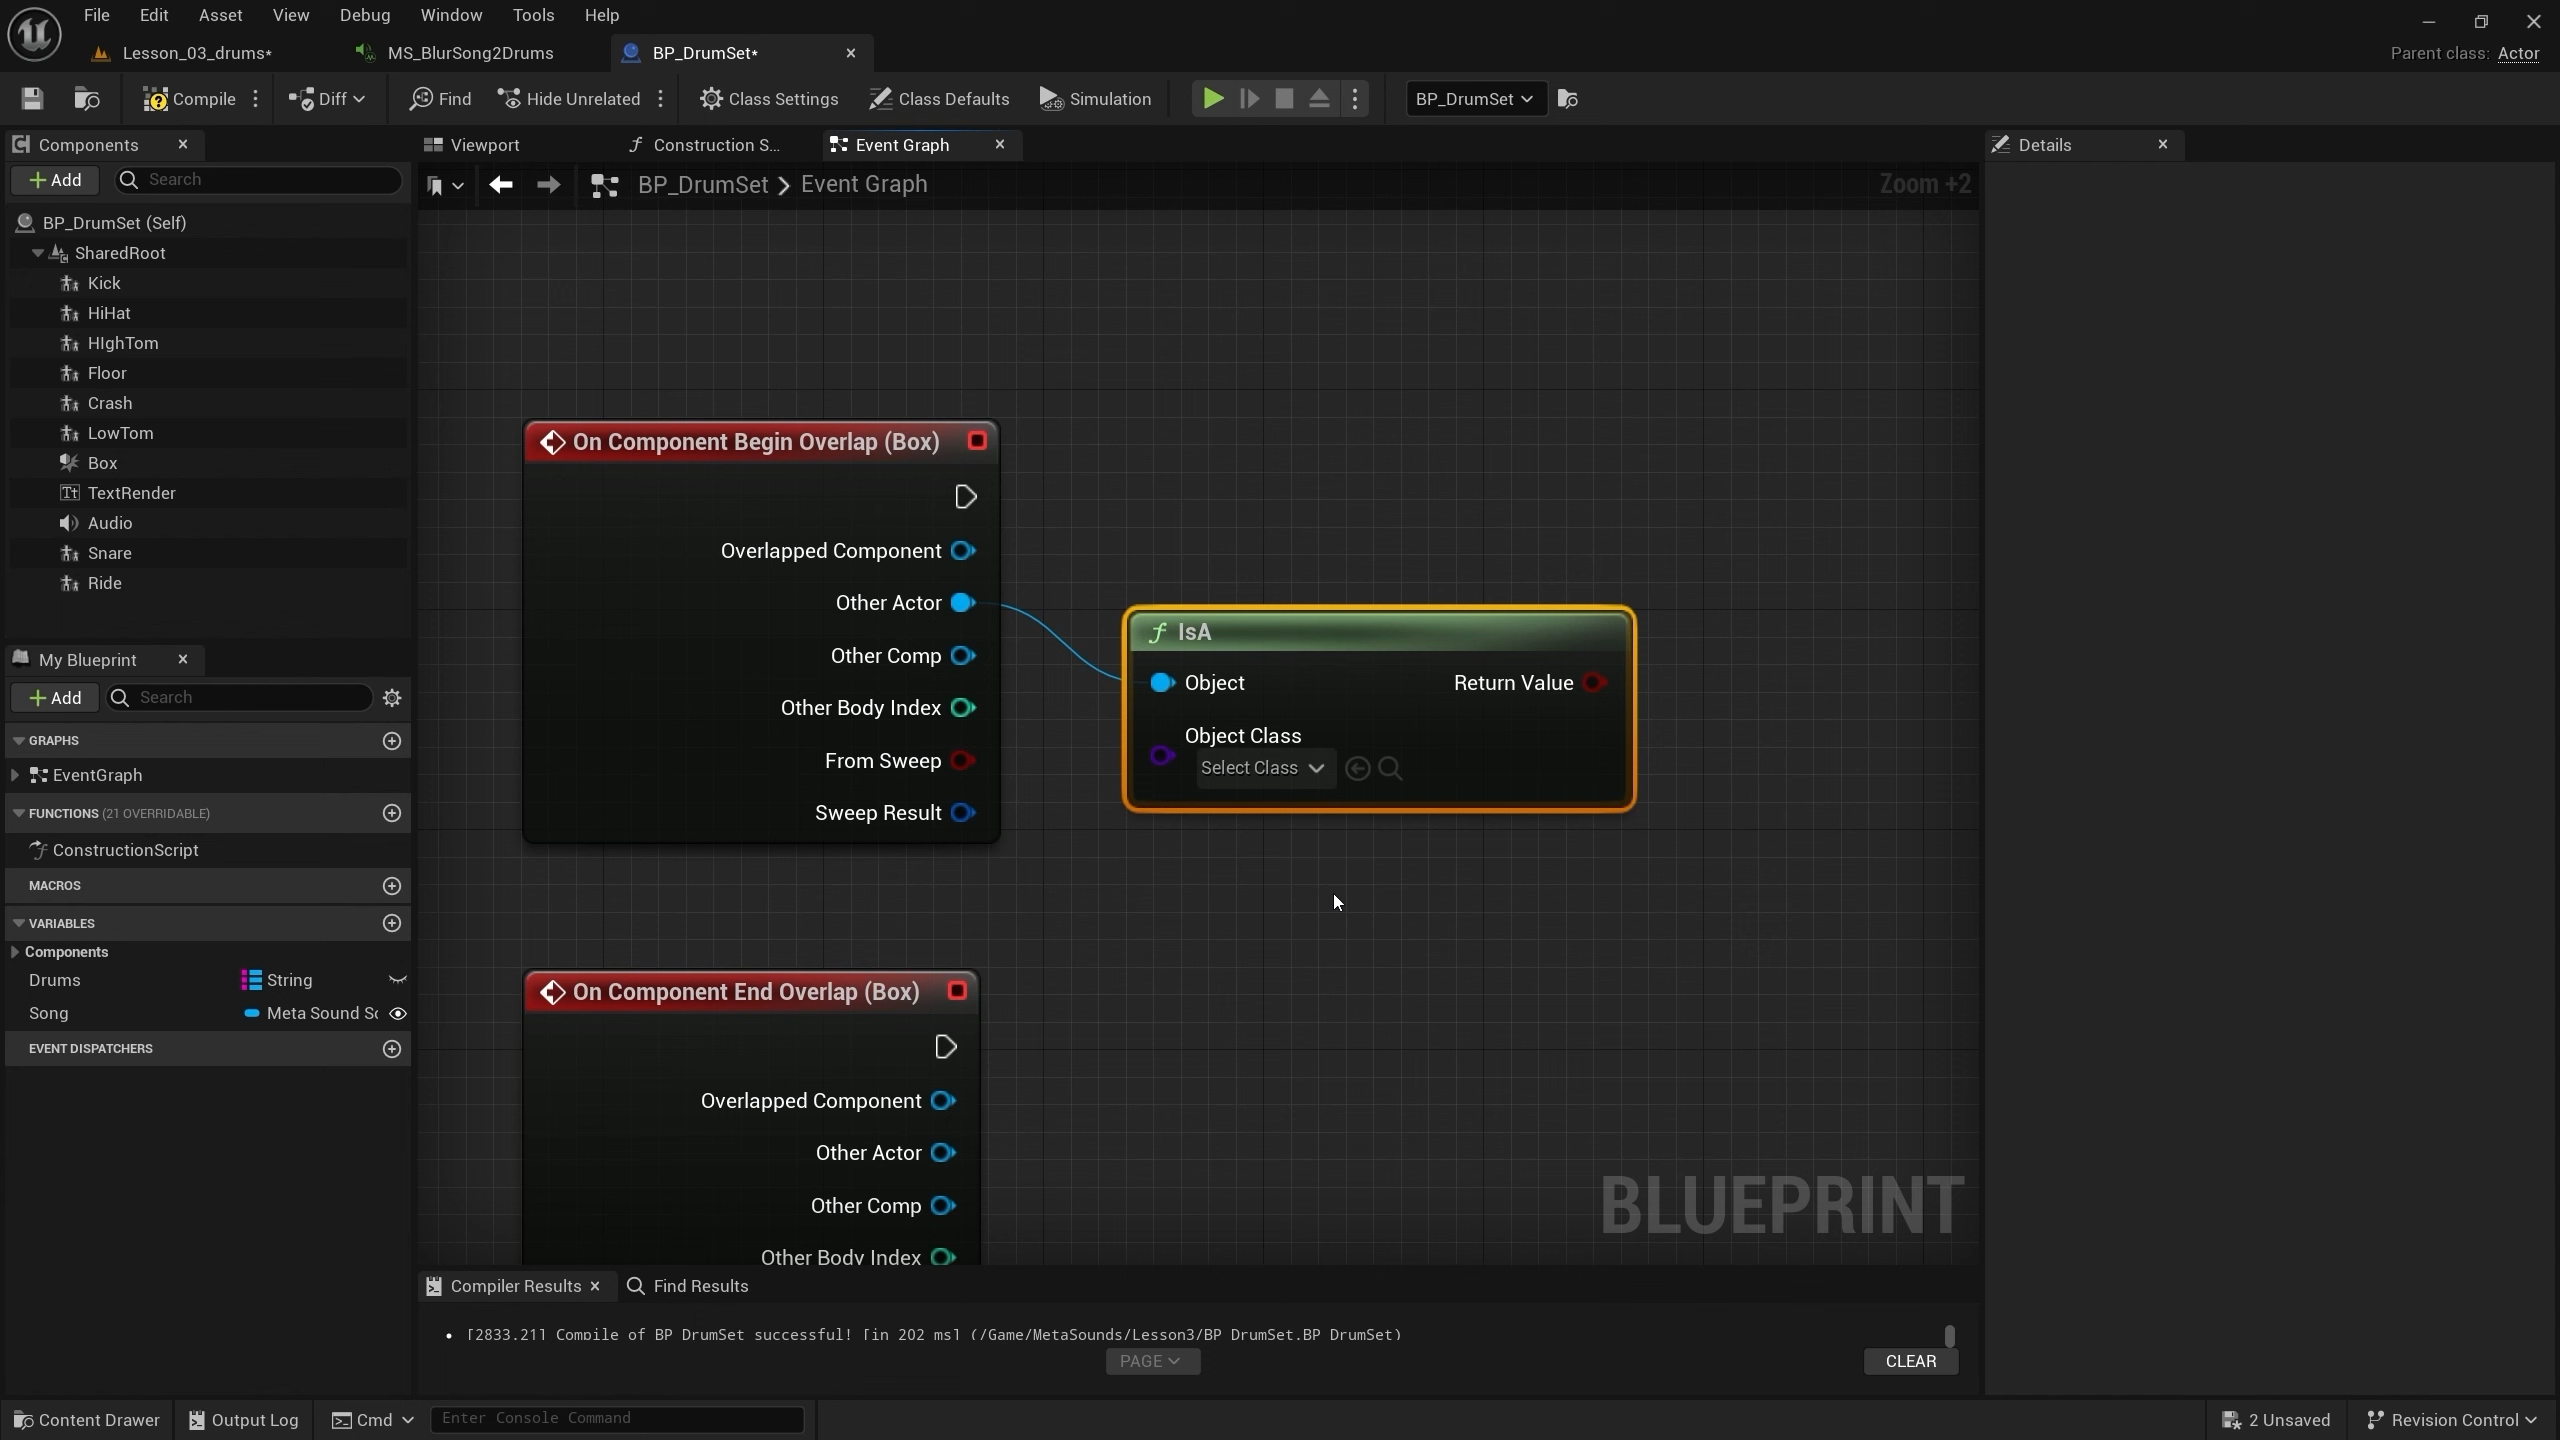 File Edit Asset View Debug Window Tools Help
Lesson_03_drums* MS_BlurSong2Drums BP_DrumSet* Parent class: Actor
Compile Diff Find Hide Unrelated Class Settings Class Defaults Simulation BP_DrumSet
Components Viewport Construction S... Event Graph Details
Add Search BP_DrumSet > Event Graph Zoom +2
BP_DrumSet (Self)
SharedRoot
Kick
HiHat
HIghTom
Floor
Crash
LowTom
Box
TextRender
Audio
Snare
Ride
My Blueprint
Add Search
GRAPHS
EventGraph
FUNCTIONS (21 OVERRIDABLE)
ConstructionScript
MACROS
VARIABLES
Components
Drums String
Song Meta Sound So
EVENT DISPATCHERS
On Component Begin Overlap (Box)
Overlapped Component
Other Actor
Other Comp
Other Body Index
From Sweep
Sweep Result
IsA
Object Return Value
Object Class
Select Class
On Component End Overlap (Box)
Overlapped Component
Other Actor
Other Comp
Other Body Index
BLUEPRINT
Compiler Results Find Results
[2833.21] Compile of BP_DrumSet successful! [in 202 ms] (/Game/MetaSounds/Lesson3/BP_DrumSet.BP_DrumSet)
PAGE CLEAR
Content Drawer Output Log Cmd Enter Console Command 2 Unsaved Revision Control